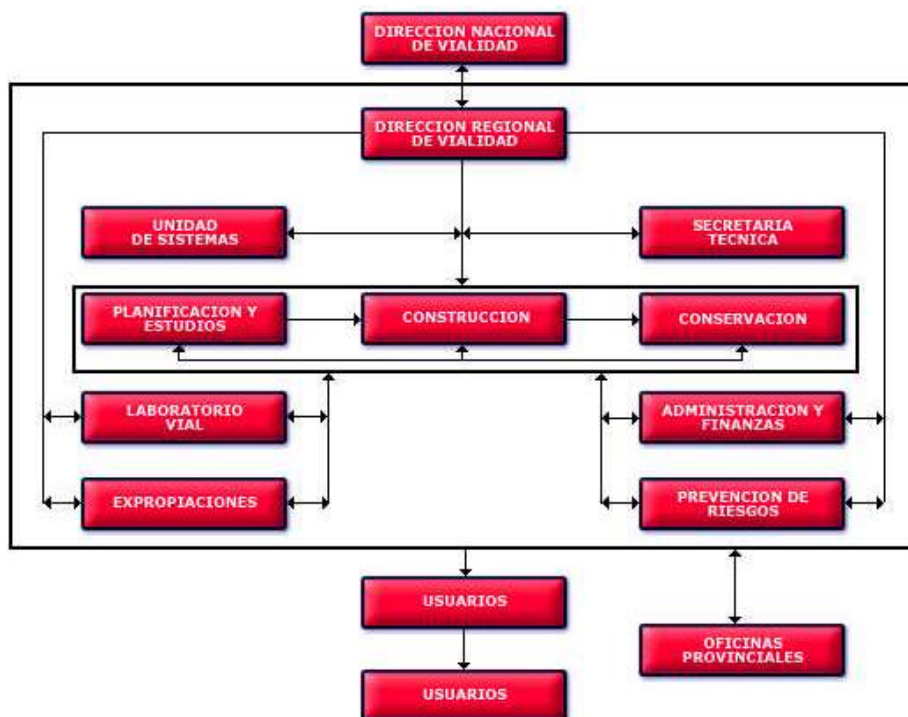 DIRECCION NACIONAL
DE VIALIDAD
DIRECCION REGIONAL
DE VIALIDAD
UNIDAD
DE SISTEMAS
SECRETARIA
TECNICA
PLANIFICACION Y
ESTUDIOS
CONSTRUCCION
CONSERVACION
LABORATORIO
VIAL
ADMINISTRACION Y
FINANZAS
EXPROPIACIONES
PREVENCION DE
RIESGOS
USUARIOS
OFICINAS
PROVINCIALES
USUARIOS